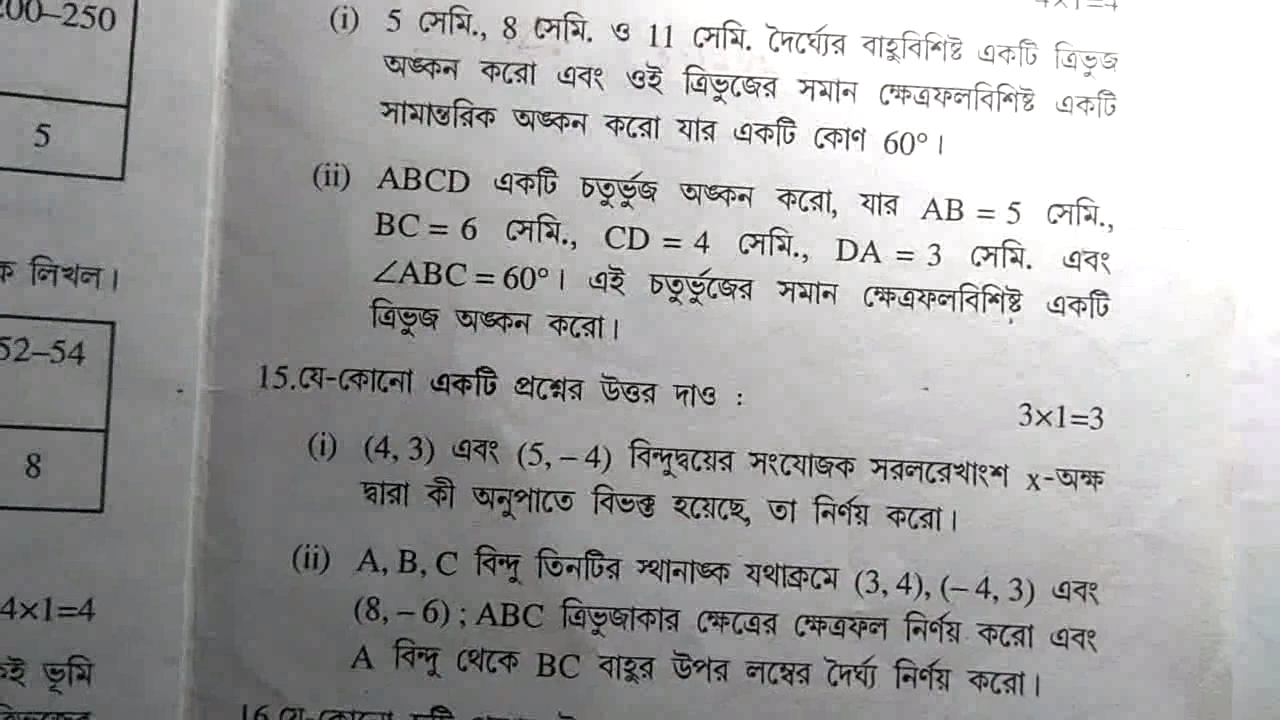 00–250
5
ক লিখন।
52–54
8
4×1=4
ই ভূমি
4×1=4
(i) 5 সেমি., 8 সেমি. ও 11 সেমি. দৈর্ঘ্যের বাহুবিশিষ্ট একটি ত্রিভুজ
অঙ্কন করো এবং ওই ত্রিভুজের সমান ক্ষেত্রফলবিশিষ্ট একটি
সামান্তরিক অঙ্কন করো যার একটি কোণ 60°।
(ii) ABCD একটি চতুর্ভুজ অঙ্কন করো, যার AB = 5 সেমি.,
BC = 6 সেমি., CD = 4 সেমি., DA = 3 সেমি. এবং
∠ABC = 60°। এই চতুর্ভুজের সমান ক্ষেত্রফলবিশিষ্ট একটি
ত্রিভুজ অঙ্কন করো।
15.যে-কোনো একটি প্রশ্নের উত্তর দাও :
3×1=3
(i) (4, 3) এবং (5, – 4) বিন্দুদ্বয়ের সংযোজক সরলরেখাংশ x-অক্ষ
দ্বারা কী অনুপাতে বিভক্ত হয়েছে, তা নির্ণয় করো।
(ii) A, B, C বিন্দু তিনটির স্থানাঙ্ক যথাক্রমে (3, 4), (– 4, 3) এবং
(8, – 6) ; ABC ত্রিভুজাকার ক্ষেত্রের ক্ষেত্রফল নির্ণয় করো এবং
A বিন্দু থেকে BC বাহুর উপর লম্বের দৈর্ঘ্য নির্ণয় করো।